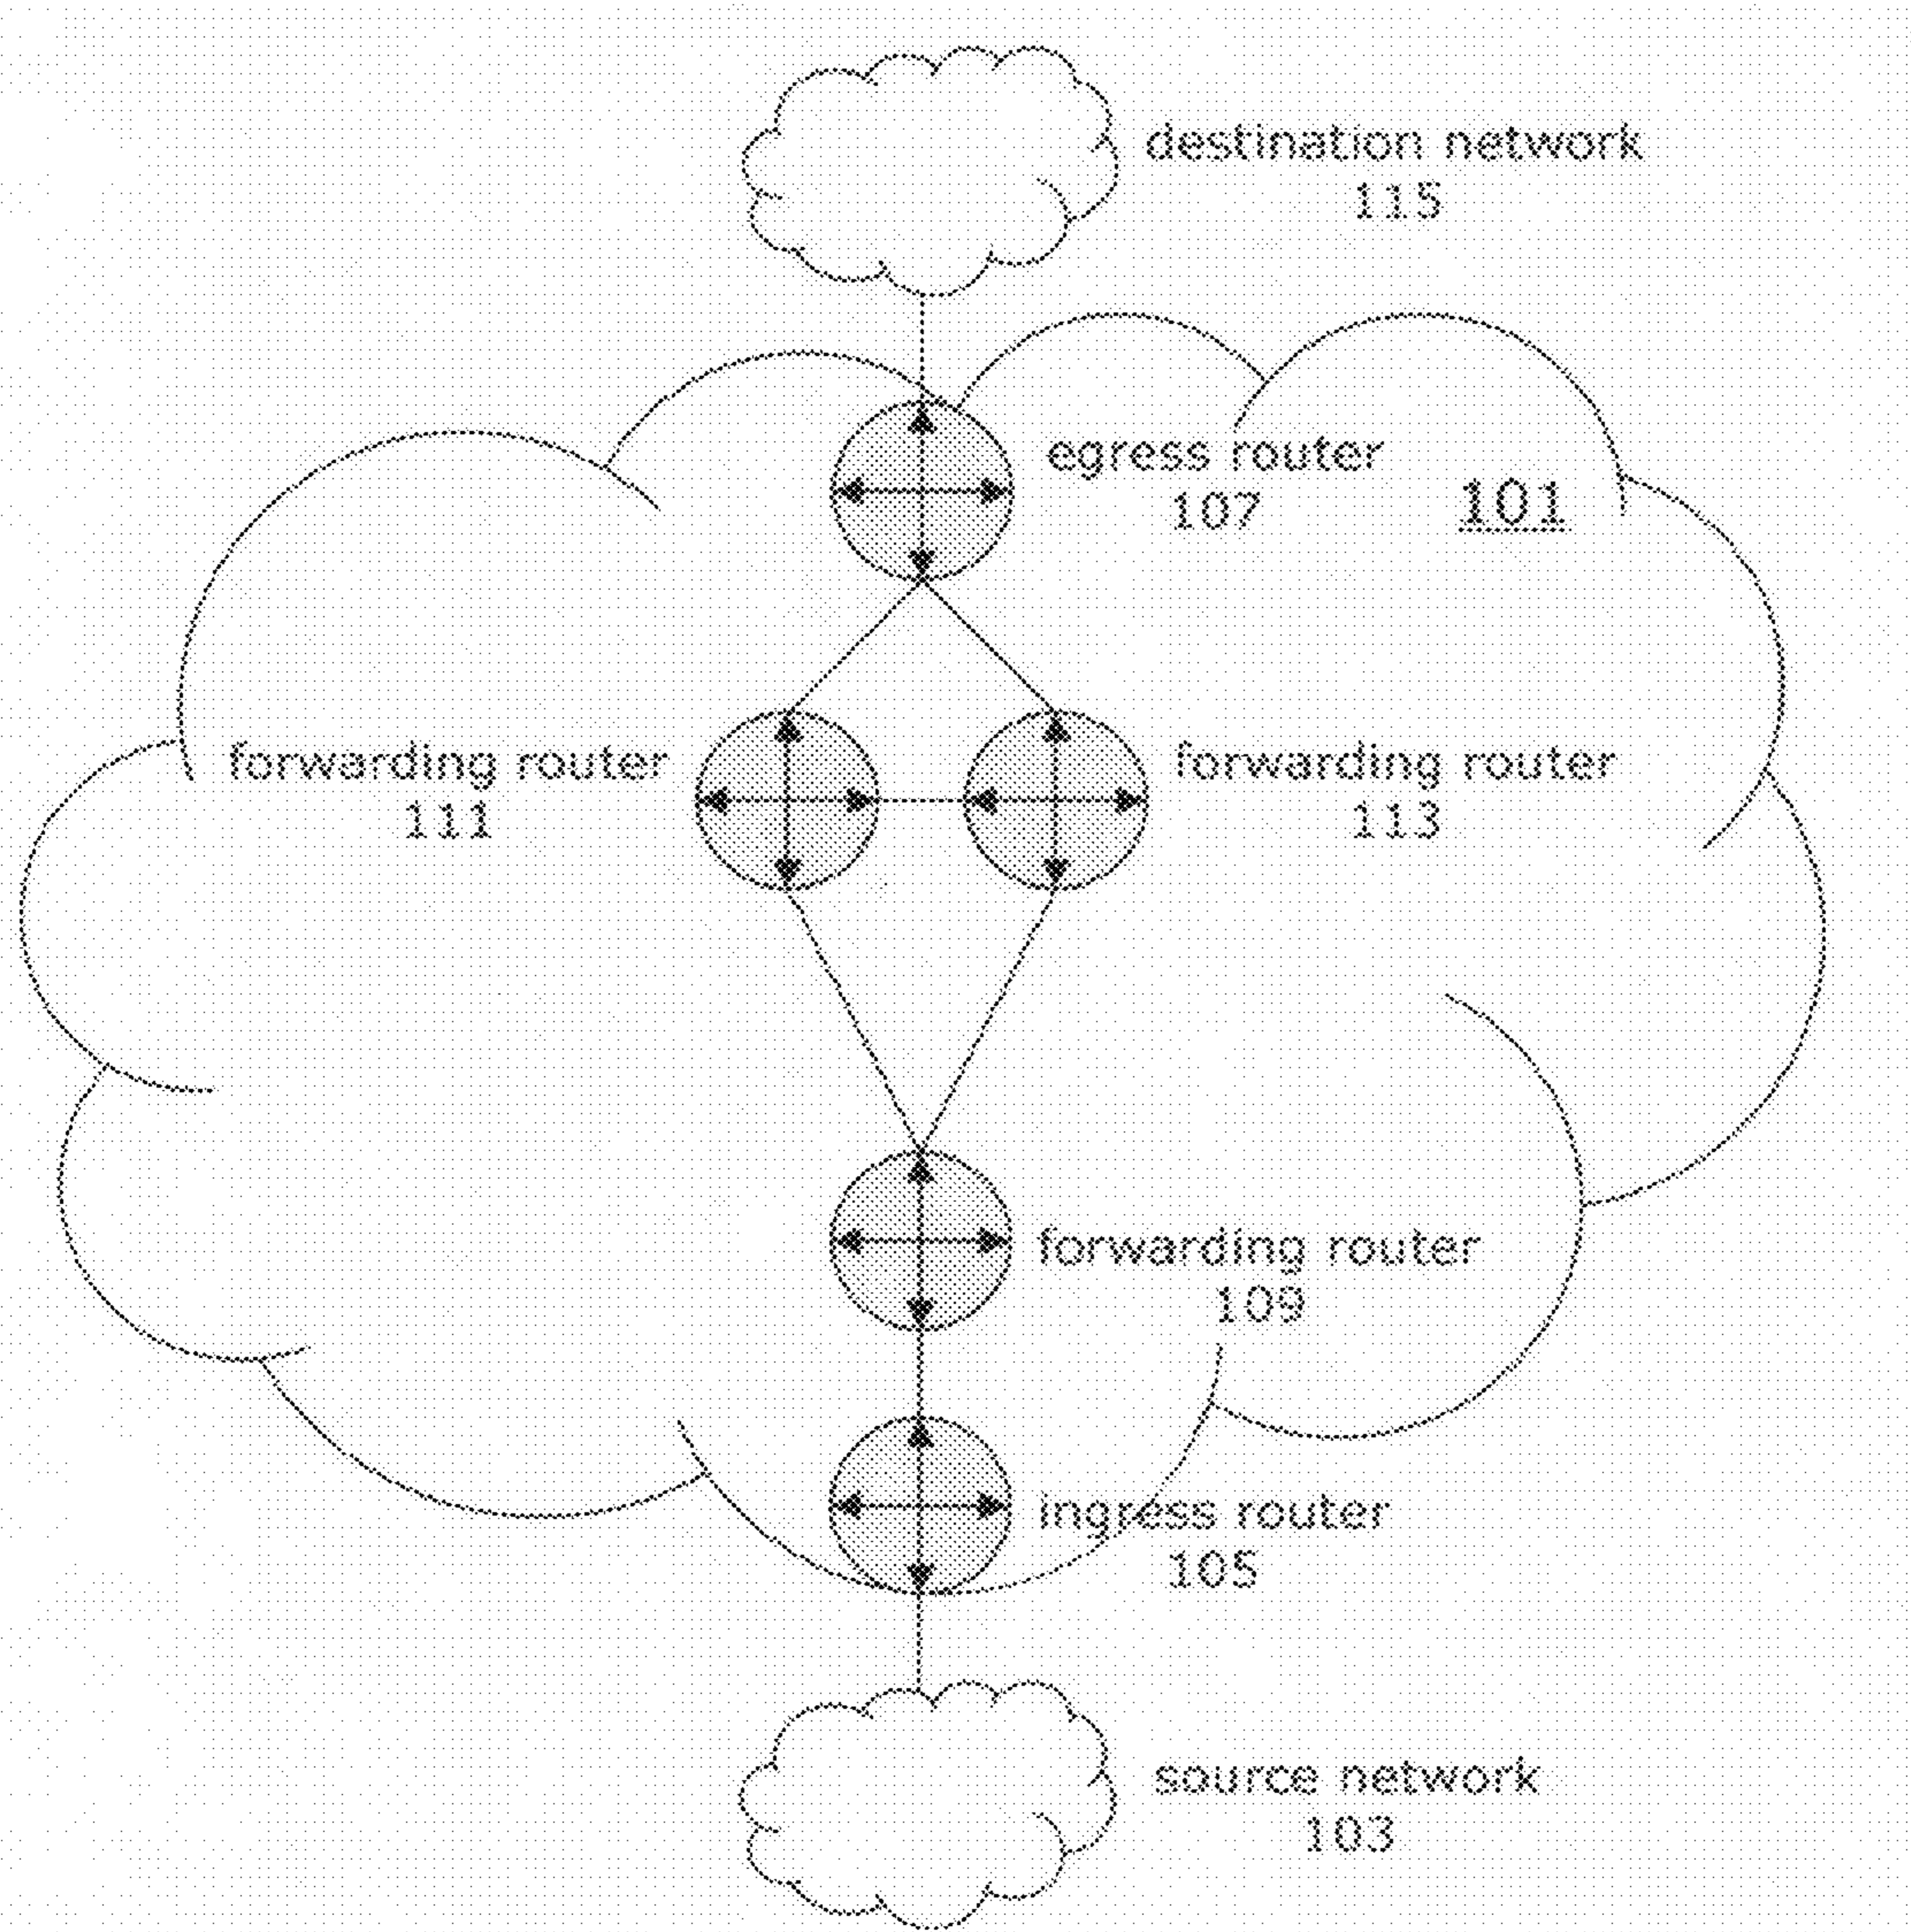 destination network
115
egress router
107
101
forwarding router
111
forwarding router
113
forwarding router
109
ingress router
105
source network
103